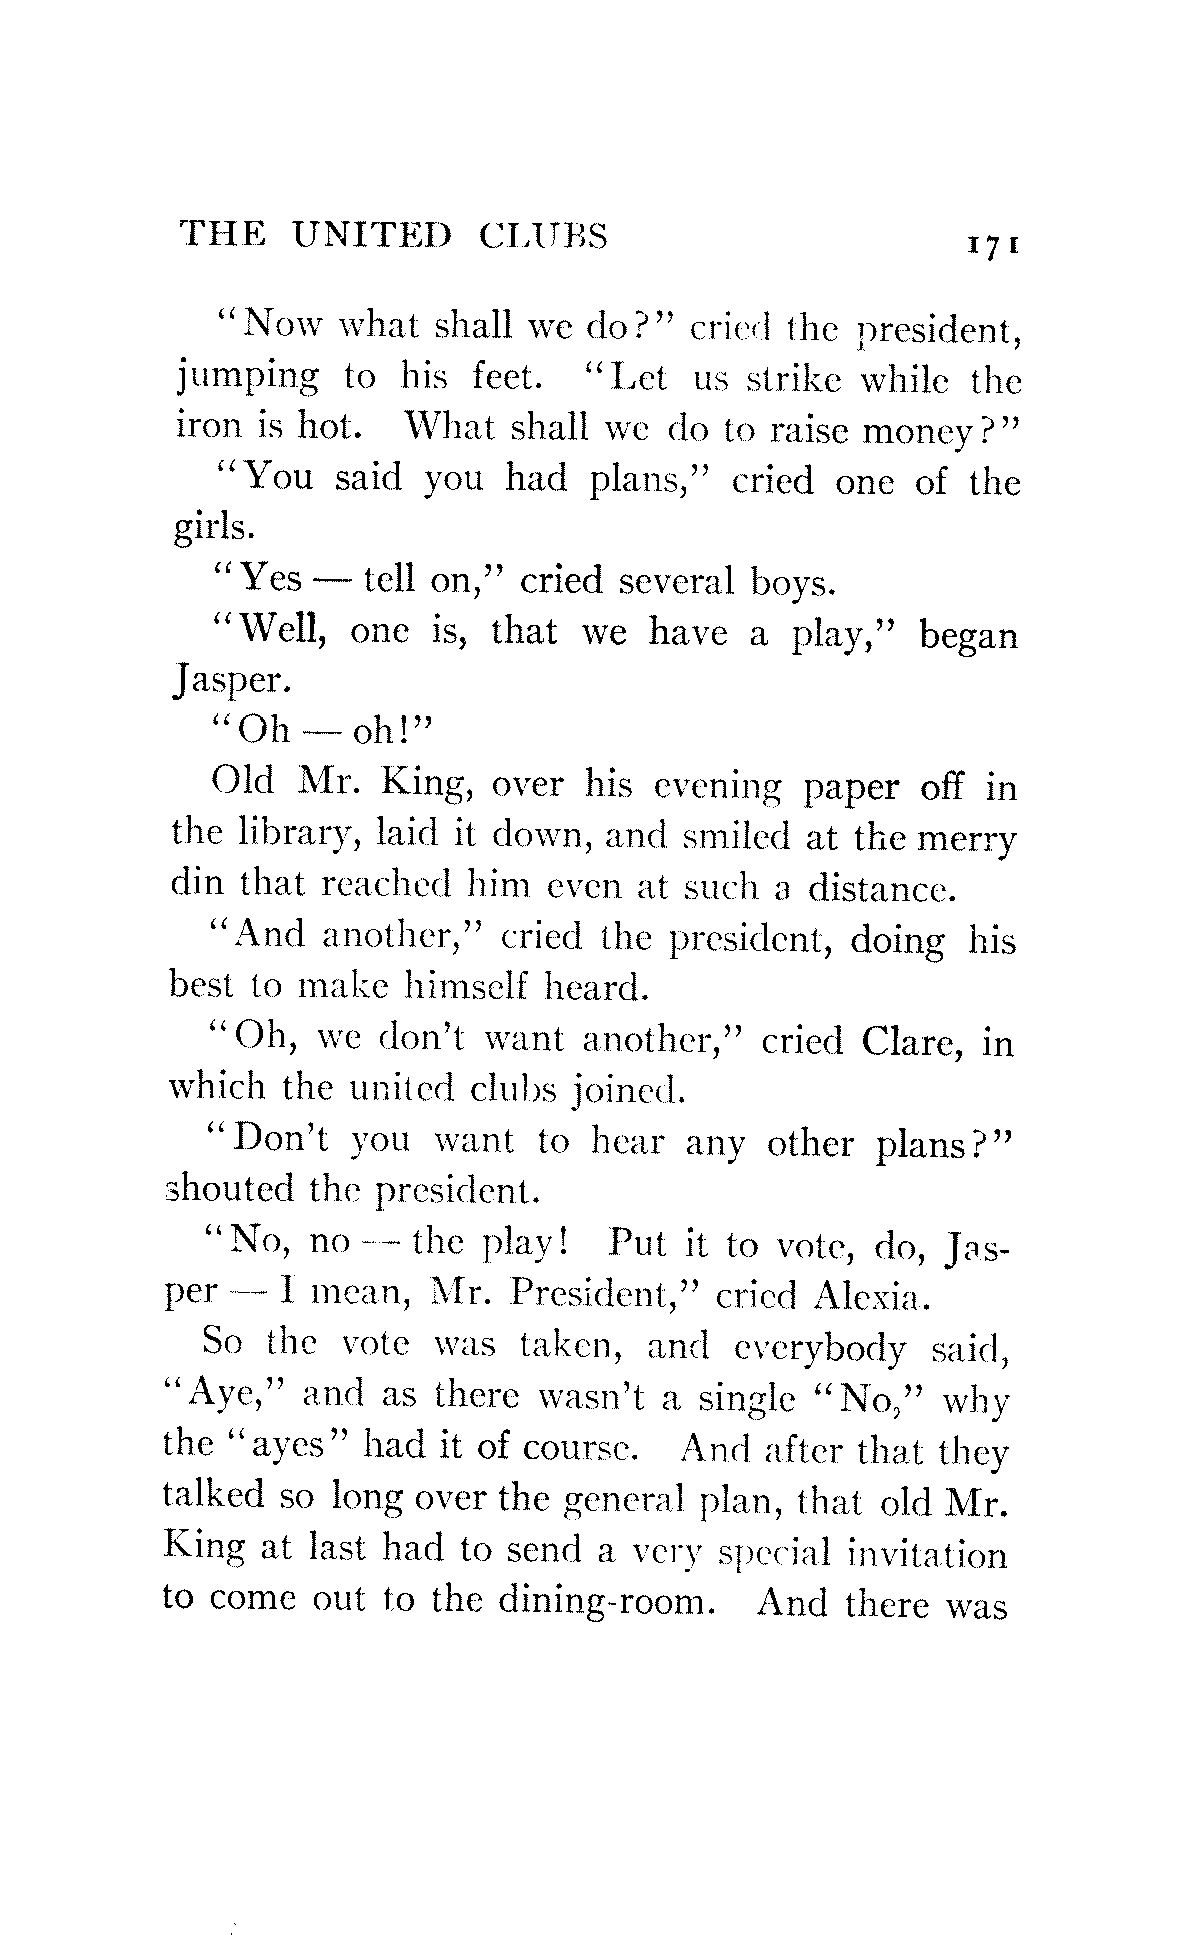 THE UNITED CLUBS 171
"Now what shall we do?" cried the president,
jumping to his feet. "Let us strike while the
iron is hot. What shall we do to raise money?"
"You said you had plans," cried one of the
girls.
"Yes — tell on," cried several boys.
"Well, one is, that we have a play," began
Jasper.
"Oh — oh!"
Old Mr. King, over his evening paper off in
the library, laid it down, and smiled at the merry
din that reached him even at such a distance.
"And another," cried the president, doing his
best to make himself heard.
"Oh, we don't want another," cried Clare, in
which the united clubs joined.
"Don't you want to hear any other plans?"
shouted the president.
"No, no — the play! Put it to vote, do, Jas-
per — I mean, Mr. President," cried Alexia.
So the vote was taken, and everybody said,
"Aye," and as there wasn't a single "No," why
the "ayes" had it of course. And after that they
talked so long over the general plan, that old Mr.
King at last had to send a very special invitation
to come out to the dining-room. And there was